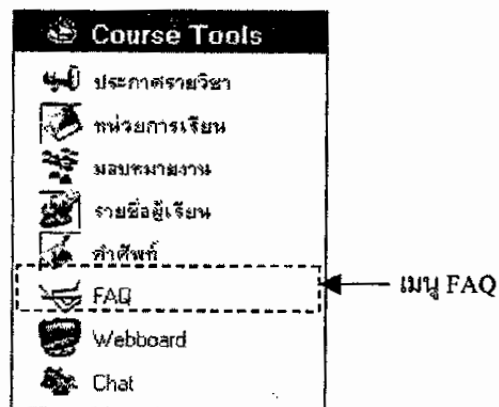 Course Tools
ประกาศรายวิชา
หน่วยการเรียน
มอบหมายงาน
รายชื่อผู้เรียน
คำศัพท์
FAQ
เมนู FAQ
Webboard
Chat